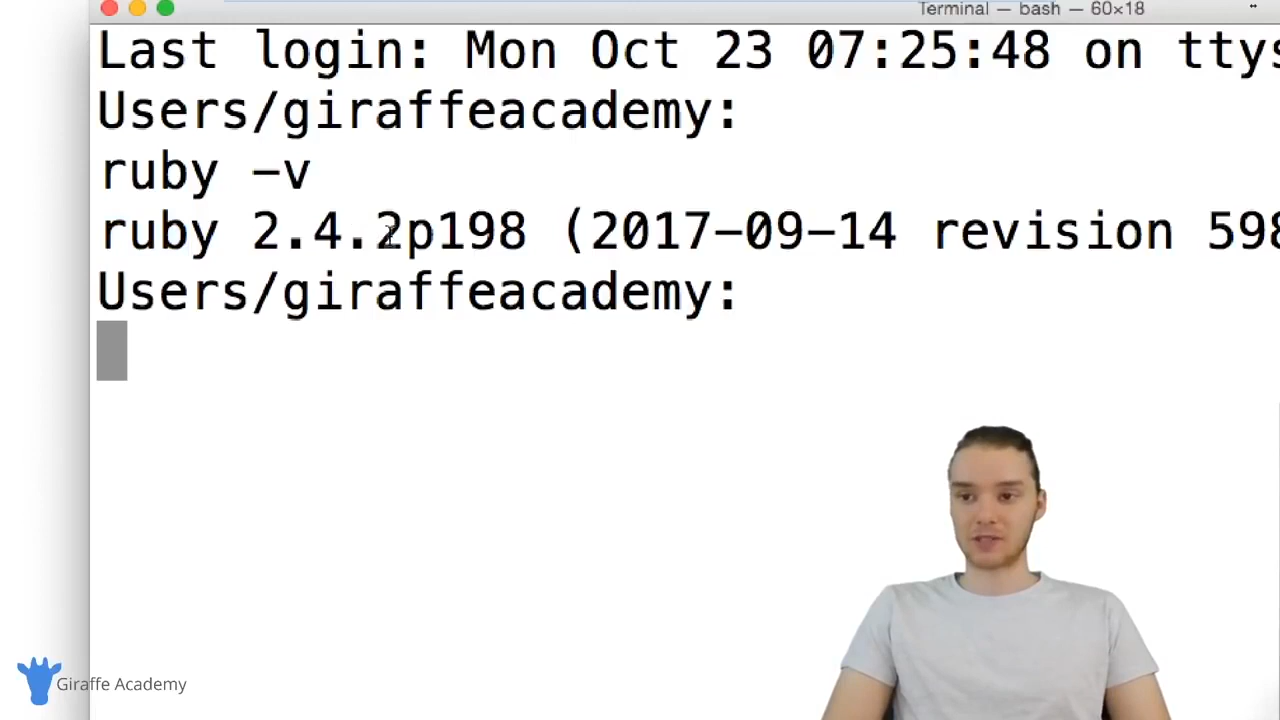 Terminal — bash — 60×18
Last login: Mon Oct 23 07:25:48 on ttys
Users/giraffeacademy:
ruby -v
ruby 2.4.2p198 (2017-09-14 revision 598
Users/giraffeacademy:
Giraffe Academy